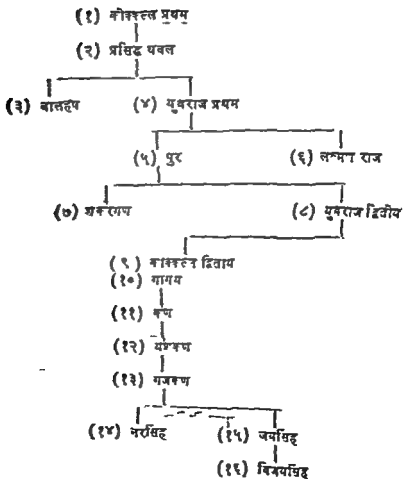 (१) कोक्कल्ल प्रथम
(२) प्रसिद्ध धवल
(३) बालहर्ष (४) युवराज प्रथम
(५) पुर (६) लक्ष्मण राज
(७) शंकरगण (८) युवराज द्वितीय
(९) कोक्कल्ल द्वितीय
(१०) गांगेय
(११) कर्ण
(१२) यशकर्ण
(१३) गजकर्ण
(१४) नरसिंह (१५) जयसिंह
(१६) विजयसिंह